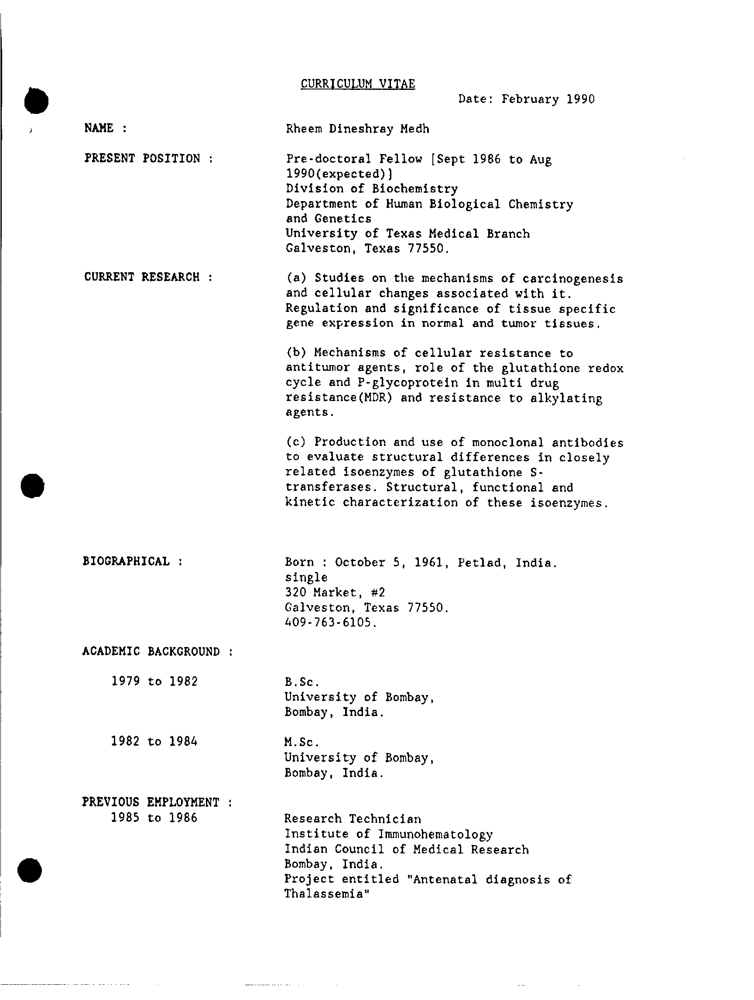 CURRICULUM VITAE
Date: February 1990
NAME : Rheem Dineshray Medh
PRESENT POSITION : Pre-doctoral Fellow [Sept 1986 to Aug
1990(expected)]
Division of Biochemistry
Department of Human Biological Chemistry
and Genetics
University of Texas Medical Branch
Galveston, Texas 77550.
CURRENT RESEARCH : (a) Studies on the mechanisms of carcinogenesis
and cellular changes associated with it.
Regulation and significance of tissue specific
gene expression in normal and tumor tissues.
(b) Mechanisms of cellular resistance to
antitumor agents, role of the glutathione redox
cycle and P-glycoprotein in multi drug
resistance(MDR) and resistance to alkylating
agents.
(c) Production and use of monoclonal antibodies
to evaluate structural differences in closely
related isoenzymes of glutathione S-
transferases. Structural, functional and
kinetic characterization of these isoenzymes.
BIOGRAPHICAL : Born : October 5, 1961, Petlad, India.
single
320 Market, #2
Galveston, Texas 77550.
409-763-6105.
ACADEMIC BACKGROUND :
1979 to 1982 B.Sc.
University of Bombay,
Bombay, India.
1982 to 1984 M.Sc.
University of Bombay,
Bombay, India.
PREVIOUS EMPLOYMENT :
1985 to 1986 Research Technician
Institute of Immunohematology
Indian Council of Medical Research
Bombay, India.
Project entitled "Antenatal diagnosis of
Thalassemia"